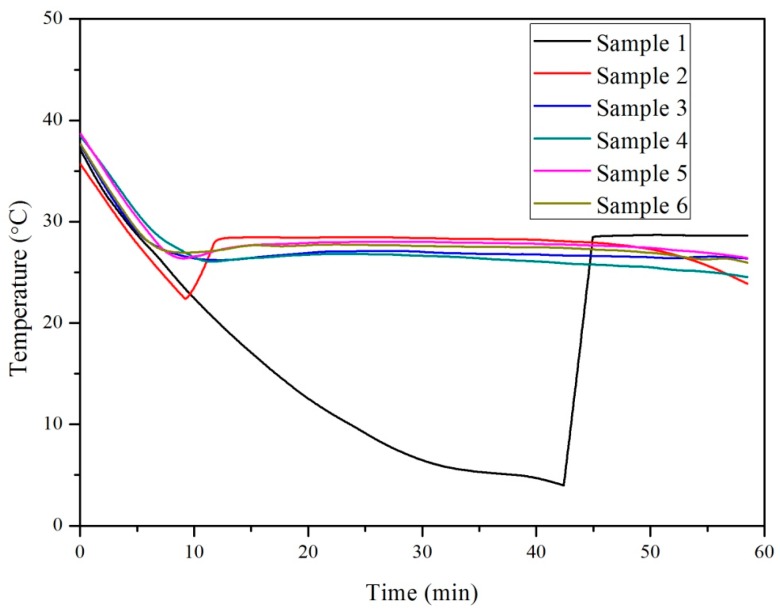 50
40
30
20
10
0
Temperature (°C)
Sample 1
Sample 2
Sample 3
Sample 4
Sample 5
Sample 6
0 10 20 30 40 50 60
Time (min)